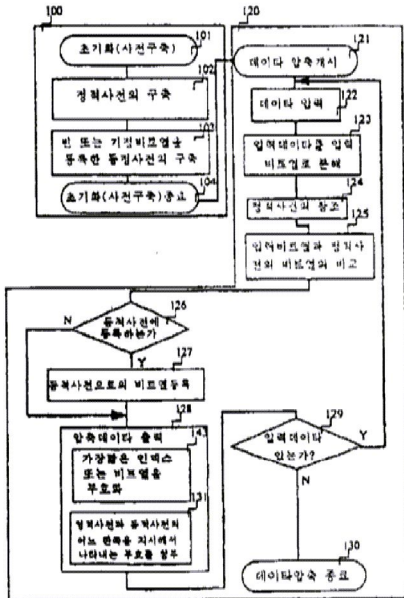 100
초기화(사전구축)
101
102
정적사전의 구축
103
빈 또는 기정비트열을
등록한 동적사전의 구축
104
초기화(사전구축)종료
120
121
데이타 압축개시
데이타 입력
122
123
입력데이타를 입력
비트열로 분해
124
정적사전의 참조
125
입력비트열과 정적사
전의 비트열의 비교
126
동적사전에
등록하는가
N
Y
127
동적사전으로의 비트열등록
128
압축데이타 출력
143
가장짧은 인덱스
또는 비트열을
부호화
131
정적사전과 동적사전의
어느 한쪽을 지시해서
나타내는 부호를 첨부
129
입력데이타
있는가?
Y
N
130
데이타압축 종료